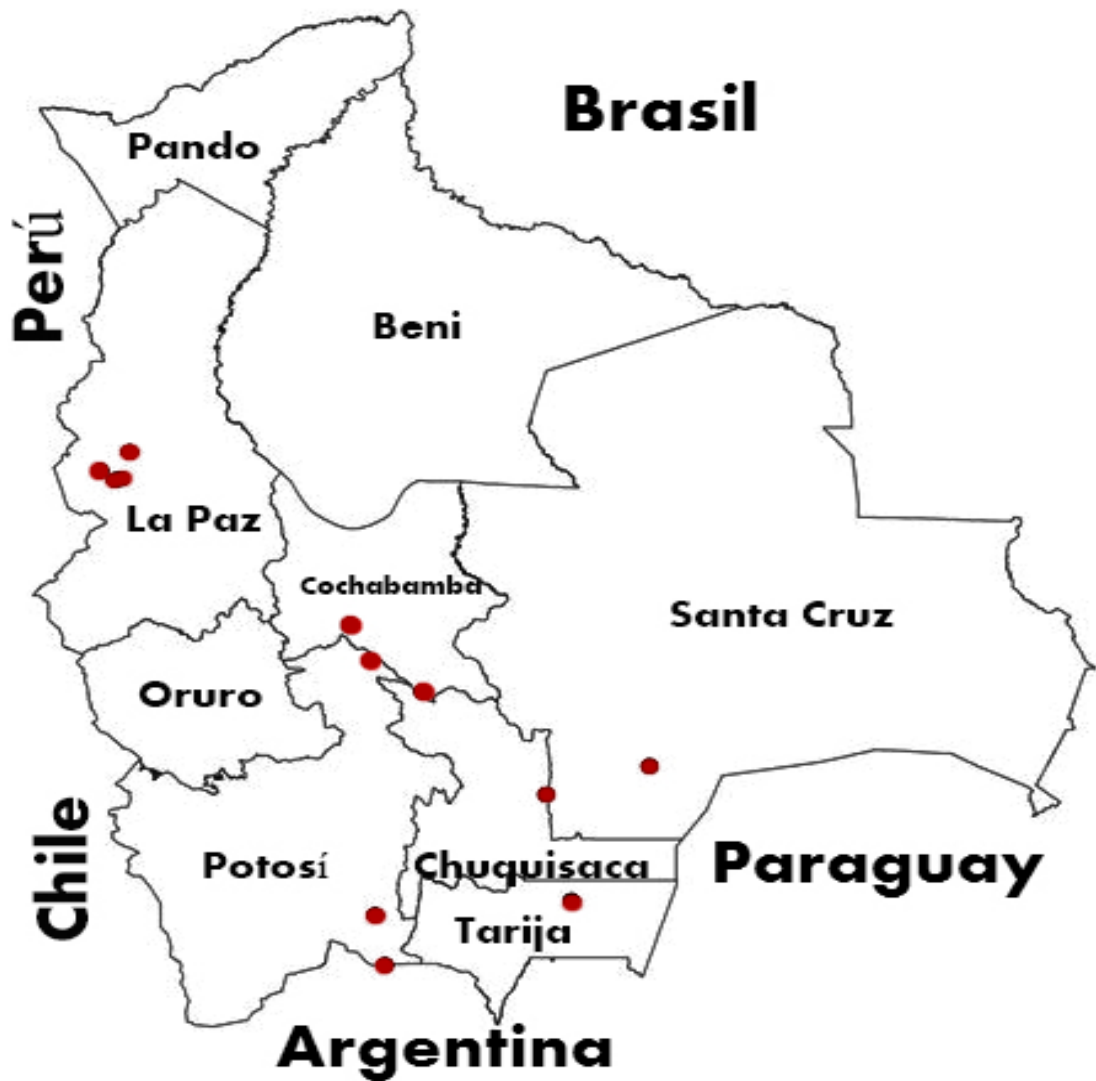 Brasil
Pando
Perú
Beni
La Paz
Cochabamba
Santa Cruz
Oruro
Chile
Potosí
Chuquisaca
Paraguay
Tarija
Argentina